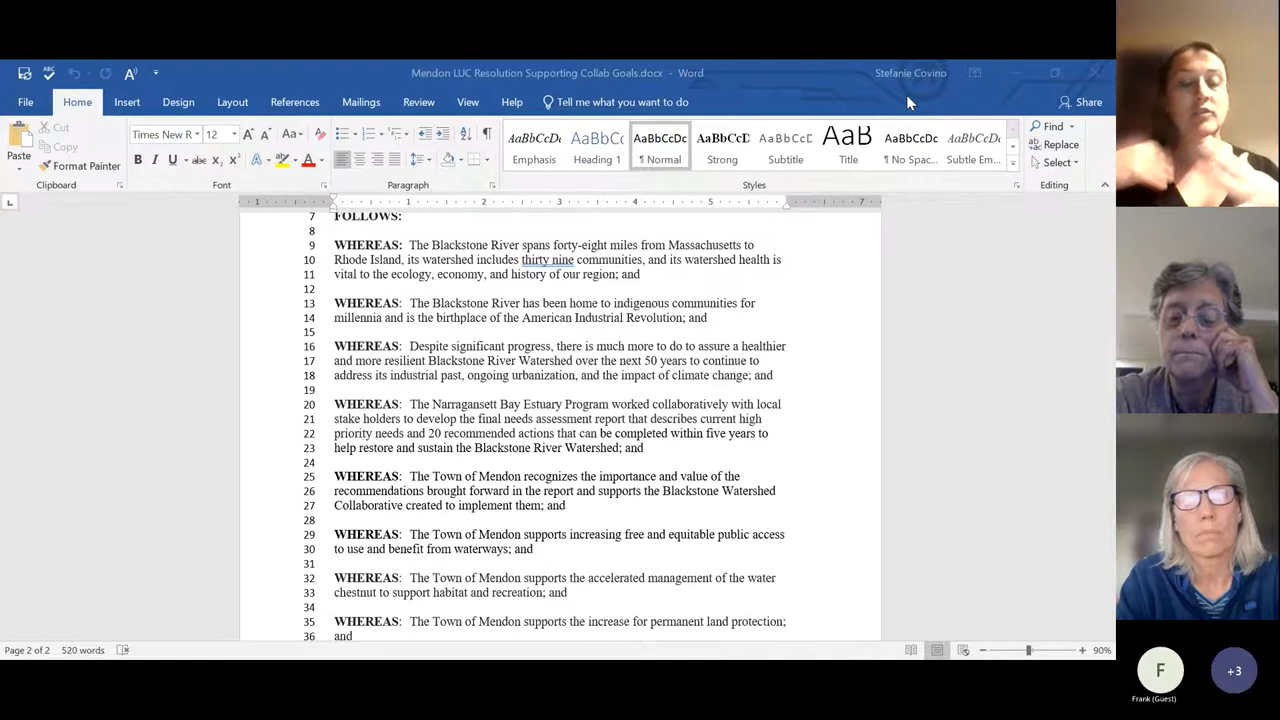 Mendon LUC Resolution Supporting Collab Goals.docx - Word
Stefanie Covino
File Home Insert Design Layout References Mailings Review View Help Tell me what you want to do
Share
Paste
Cut
Copy
Format Painter
Clipboard
Times New R 12
Font
Paragraph
AaBbCcDc AaBbCc AaBbCcDc AaBbCcD AaBbCcDc AaB AaBbCcDc AaBbCcDc
Emphasis Heading 1 ¶ Normal Strong Subtitle Title ¶ No Spac... Subtle Em...
Styles
Find
Replace
Select
Editing
1 1 2 3 4 5 7
7 FOLLOWS:
8
9 WHEREAS: The Blackstone River spans forty-eight miles from Massachusetts to
10 Rhode Island, its watershed includes thirty nine communities, and its watershed health is
11 vital to the ecology, economy, and history of our region; and
12
13 WHEREAS: The Blackstone River has been home to indigenous communities for
14 millennia and is the birthplace of the American Industrial Revolution; and
15
16 WHEREAS: Despite significant progress, there is much more to do to assure a healthier
17 and more resilient Blackstone River Watershed over the next 50 years to continue to
18 address its industrial past, ongoing urbanization, and the impact of climate change; and
19
20 WHEREAS: The Narragansett Bay Estuary Program worked collaboratively with local
21 stake holders to develop the final needs assessment report that describes current high
22 priority needs and 20 recommended actions that can be completed within five years to
23 help restore and sustain the Blackstone River Watershed; and
24
25 WHEREAS: The Town of Mendon recognizes the importance and value of the
26 recommendations brought forward in the report and supports the Blackstone Watershed
27 Collaborative created to implement them; and
28
29 WHEREAS: The Town of Mendon supports increasing free and equitable public access
30 to use and benefit from waterways; and
31
32 WHEREAS: The Town of Mendon supports the accelerated management of the water
33 chestnut to support habitat and recreation; and
34
35 WHEREAS: The Town of Mendon supports the increase for permanent land protection;
36 and
Page 2 of 2 520 words
90%
F
Frank (Guest)
+3